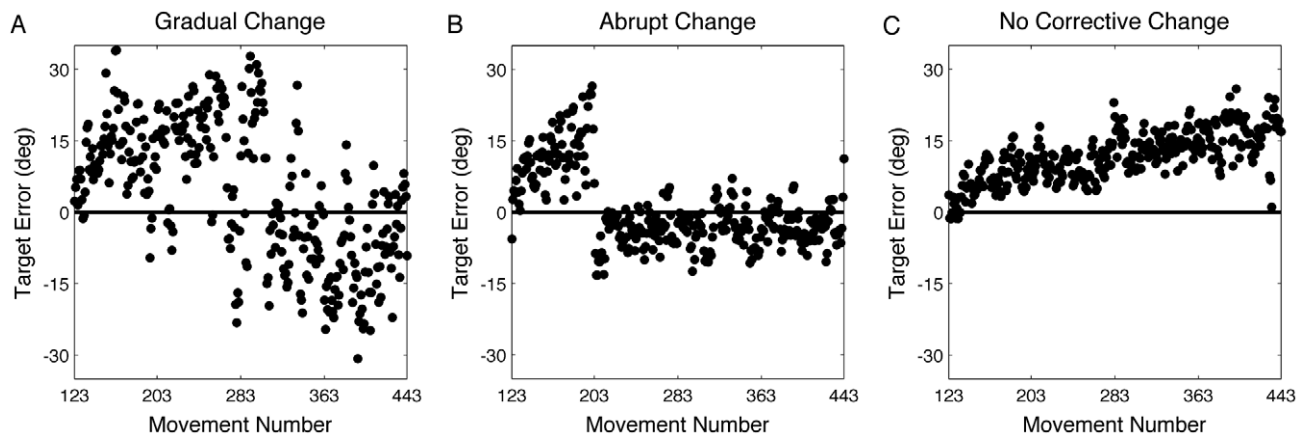 A Gradual Change
Target Error (deg)
30
15
0
-15
-30
123 203 283 363 443
Movement Number
B Abrupt Change
Target Error (deg)
30
15
0
-15
-30
123 203 283 363 443
Movement Number
C No Corrective Change
Target Error (deg)
30
15
0
-15
-30
123 203 283 363 443
Movement Number